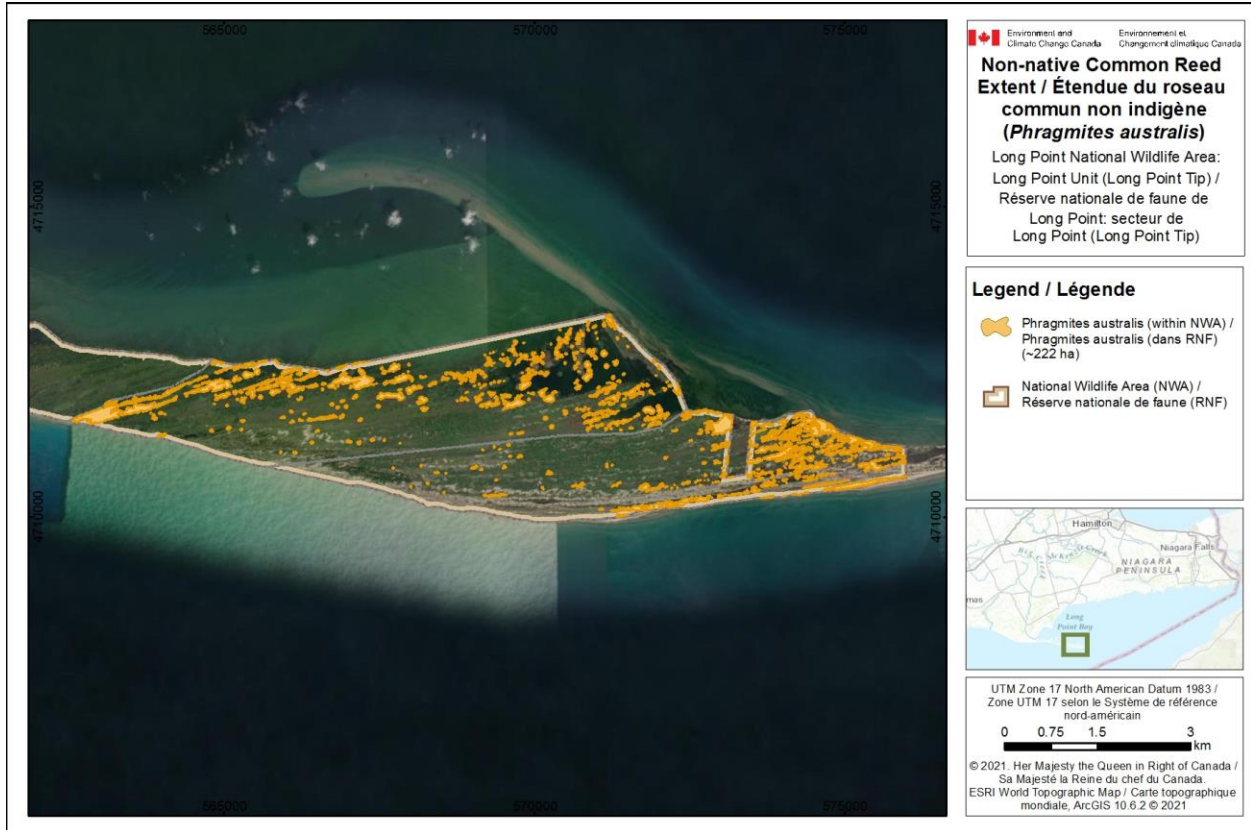 565000
570000
575000
4715000
4715000
4710000
4710000
565000
570000
575000
Environment and
Climate Change Canada
Environnement et
Changement climatique Canada
Non-native Common Reed
Extent / Étendue du roseau
commun non indigène
(Phragmites australis)
Long Point National Wildlife Area:
Long Point Unit (Long Point Tip) /
Réserve nationale de faune de
Long Point: secteur de
Long Point (Long Point Tip)
Legend / Légende
Phragmites australis (within NWA) /
Phragmites australis (dans RNF)
(~222 ha)
National Wildlife Area (NWA) /
Réserve nationale de faune (RNF)
Hamilton
Niagara Falls
McKenzie Creek
Big Creek
NIAGARA
PENINSULA
mas
Long
Point Bay
UTM Zone 17 North American Datum 1983 /
Zone UTM 17 selon le Système de référence
nord-américain
0 0.75 1.5 3
km
© 2021. Her Majesty the Queen in Right of Canada /
Sa Majesté la Reine du chef du Canada.
ESRI World Topographic Map / Carte topographique
mondiale, ArcGIS 10.6.2 © 2021